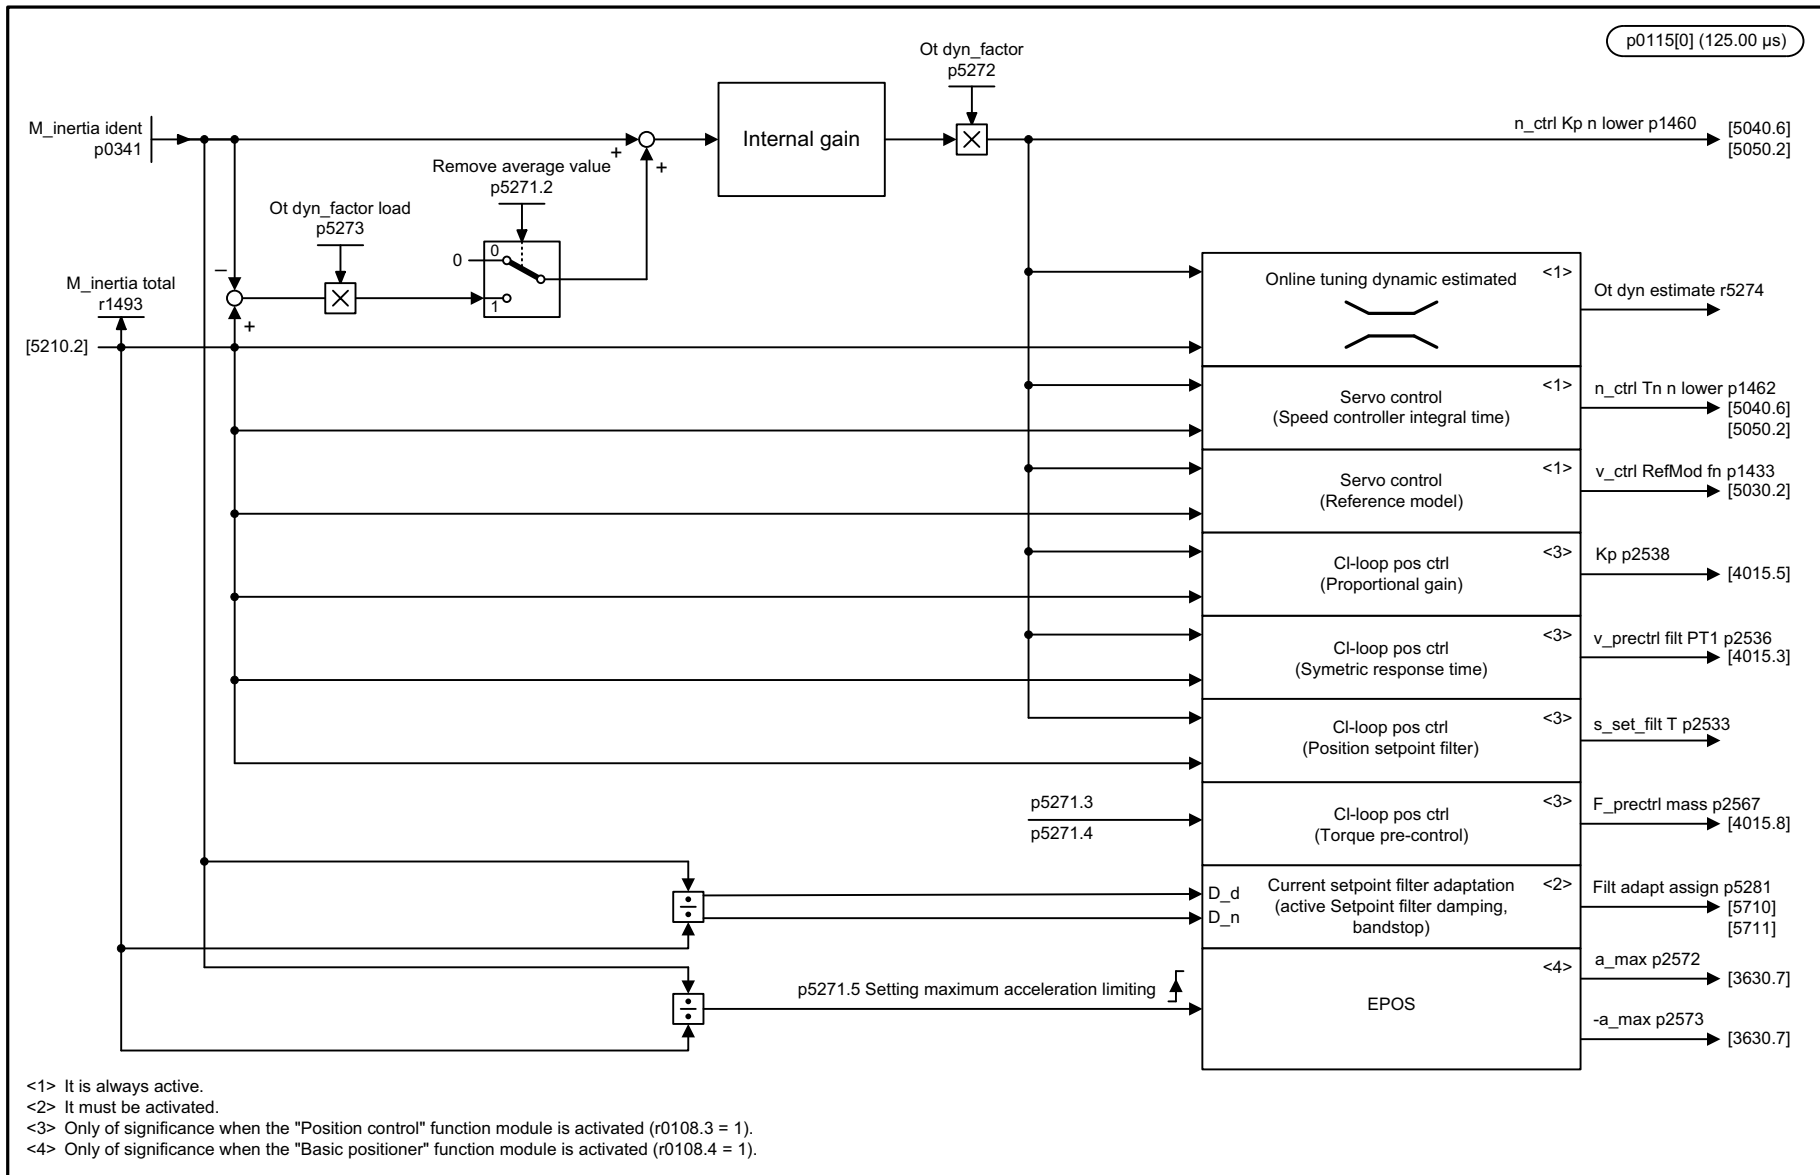 p0115[0] (125.00 µs)
Ot dyn_factor
p5272
M_inertia ident
p0341
+
+
Internal gain
n_ctrl Kp n lower p1460
[5040.6]
[5050.2]
Remove average value
p5271.2
Ot dyn_factor load
p5273
0
0
1
–
+
M_inertia total
r1493
[5210.2]
Online tuning dynamic estimated
<1>
Ot dyn estimate r5274
Servo control
(Speed controller integral time)
<1>
n_ctrl Tn n lower p1462
[5040.6]
[5050.2]
Servo control
(Reference model)
<1>
v_ctrl RefMod fn p1433
[5030.2]
Cl-loop pos ctrl
(Proportional gain)
<3>
Kp p2538
[4015.5]
Cl-loop pos ctrl
(Symetric response time)
<3>
v_prectrl filt PT1 p2536
[4015.3]
Cl-loop pos ctrl
(Position setpoint filter)
<3>
s_set_filt T p2533
p5271.3
p5271.4
Cl-loop pos ctrl
(Torque pre-control)
<3>
F_prectrl mass p2567
[4015.8]
÷
D_d
D_n
Current setpoint filter adaptation
(active Setpoint filter damping,
bandstop)
<2>
Filt adapt assign p5281
[5710]
[5711]
÷
p5271.5 Setting maximum acceleration limiting
EPOS
<4>
a_max p2572
[3630.7]
-a_max p2573
[3630.7]
<1> It is always active.
<2> It must be activated.
<3> Only of significance when the "Position control" function module is activated (r0108.3 = 1).
<4> Only of significance when the "Basic positioner" function module is activated (r0108.4 = 1).